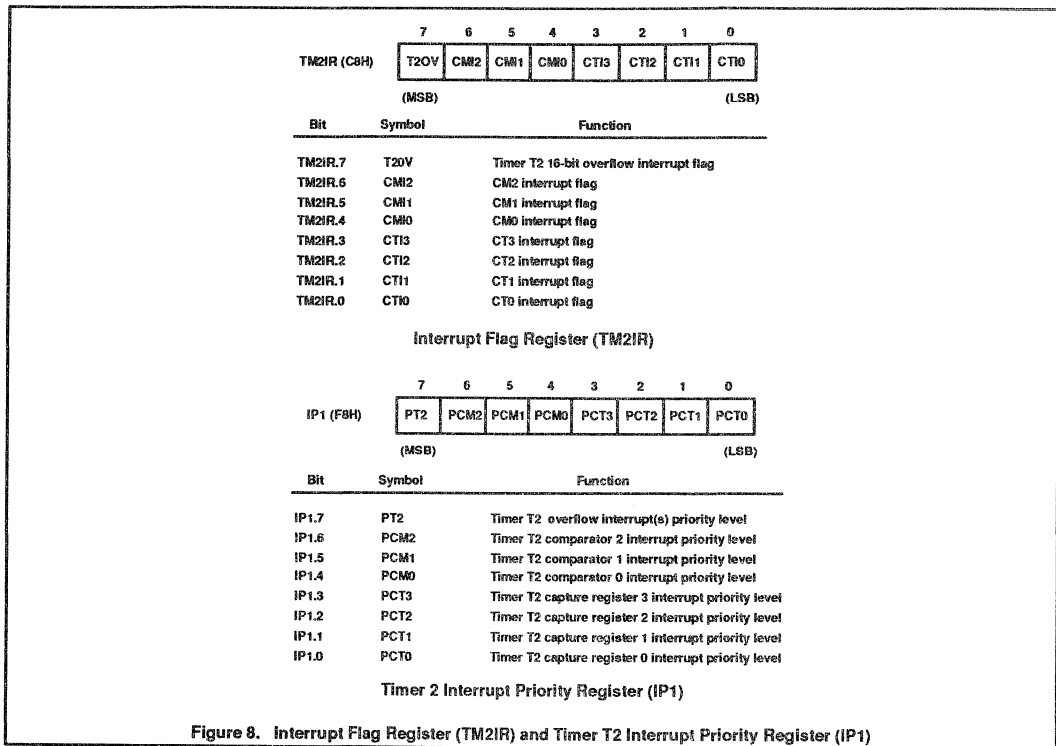 7 6 5 4 3 2 1 0
TM2IR (C8H) T2OV CMI2 CMI1 CMI0 CTI3 CTI2 CTI1 CTI0
(MSB) (LSB)
Bit Symbol Function
TM2IR.7 T20V Timer T2 16-bit overflow interrupt flag
TM2IR.6 CMI2 CM2 interrupt flag
TM2IR.5 CMI1 CM1 interrupt flag
TM2IR.4 CMI0 CM0 interrupt flag
TM2IR.3 CTI3 CT3 interrupt flag
TM2IR.2 CTI2 CT2 interrupt flag
TM2IR.1 CTI1 CT1 interrupt flag
TM2IR.0 CTI0 CT0 interrupt flag
Interrupt Flag Register (TM2IR)
7 6 5 4 3 2 1 0
IP1 (F8H) PT2 PCM2 PCM1 PCM0 PCT3 PCT2 PCT1 PCT0
(MSB) (LSB)
Bit Symbol Function
IP1.7 PT2 Timer T2 overflow interrupt(s) priority level
IP1.6 PCM2 Timer T2 comparator 2 interrupt priority level
IP1.5 PCM1 Timer T2 comparator 1 interrupt priority level
IP1.4 PCM0 Timer T2 comparator 0 interrupt priority level
IP1.3 PCT3 Timer T2 capture register 3 interrupt priority level
IP1.2 PCT2 Timer T2 capture register 2 interrupt priority level
IP1.1 PCT1 Timer T2 capture register 1 interrupt priority level
IP1.0 PCT0 Timer T2 capture register 0 interrupt priority level
Timer 2 Interrupt Priority Register (IP1)
Figure 8. Interrupt Flag Register (TM2IR) and Timer T2 Interrupt Priority Register (IP1)